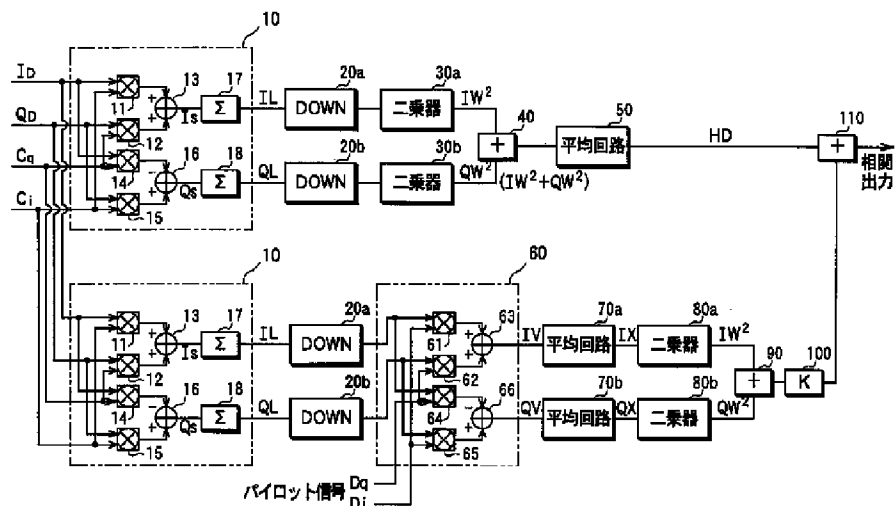 10
ID
QD
Cq
Ci
11
12
13
14
15
16
17
18
+
+
-
+
Σ
Σ
Is
Qs
IL
QL
20a
DOWN
20b
DOWN
30a
二乗器
30b
二乗器
IW²
QW²
(IW²+QW²)
40
+
50
平均回路
HD
110
+
相関
出力
10
11
12
13
14
15
16
17
18
+
+
-
+
Σ
Σ
Is
Qs
IL
QL
20a
DOWN
20b
DOWN
60
61
62
63
64
65
66
+
+
-
+
IV
QV
70a
平均回路
70b
平均回路
IX
QX
80a
二乗器
80b
二乗器
IW²
QW²
90
+
100
K
パイロット信号
Dq
Di